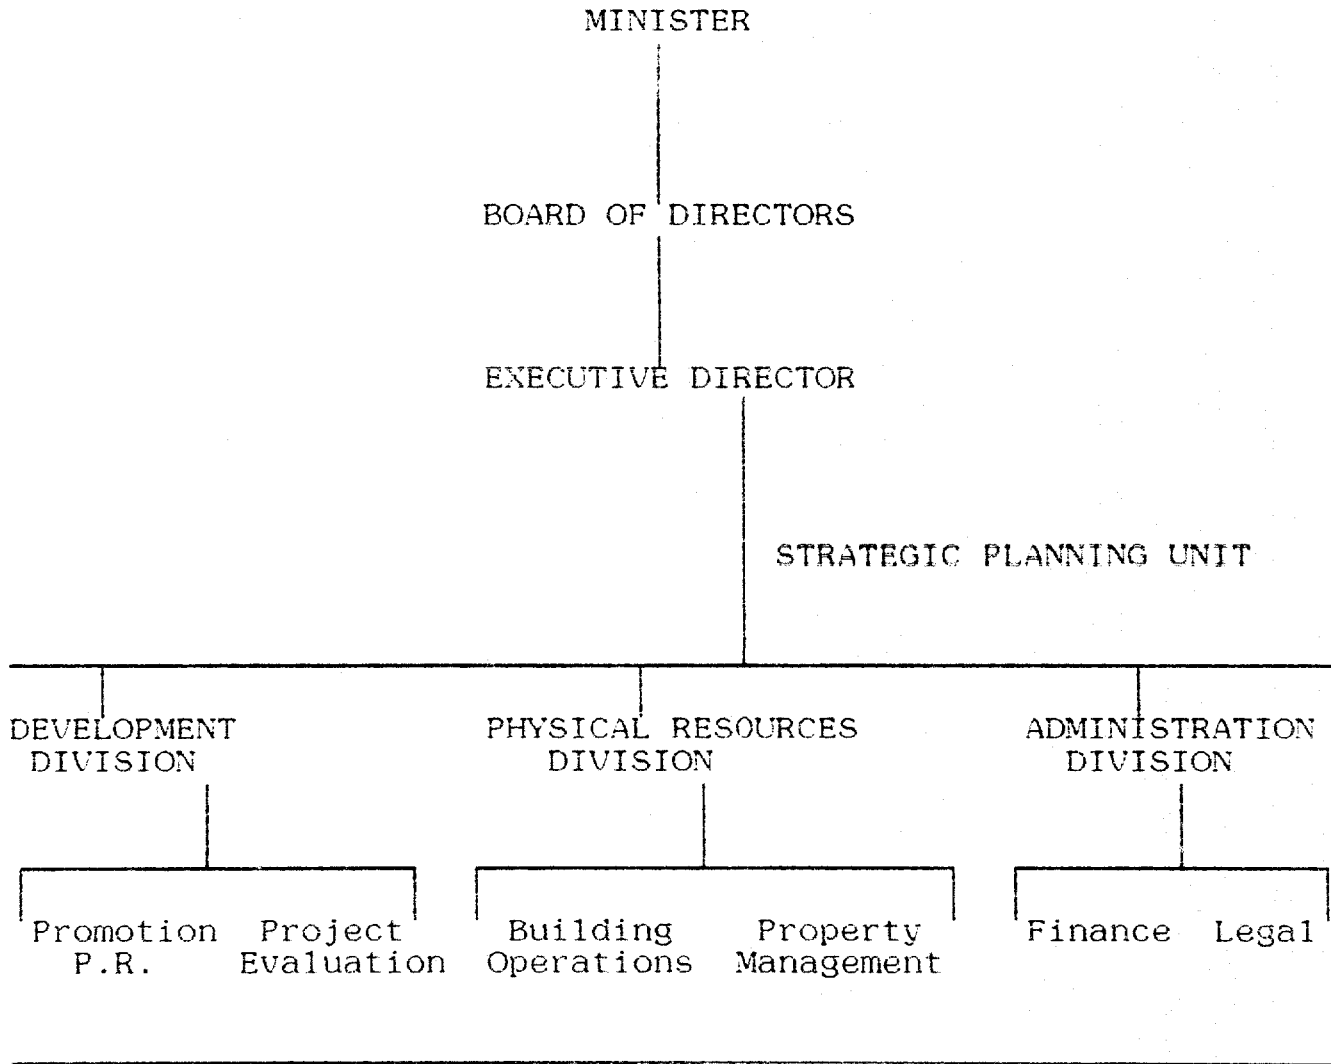 MINISTER
BOARD OF DIRECTORS
EXECUTIVE DIRECTOR
STRATEGIC PLANNING UNIT
DEVELOPMENT
DIVISION
PHYSICAL RESOURCES
DIVISION
ADMINISTRATION
DIVISION
Promotion
P.R.
Project
Evaluation
Building
Operations
Property
Management
Finance
Legal